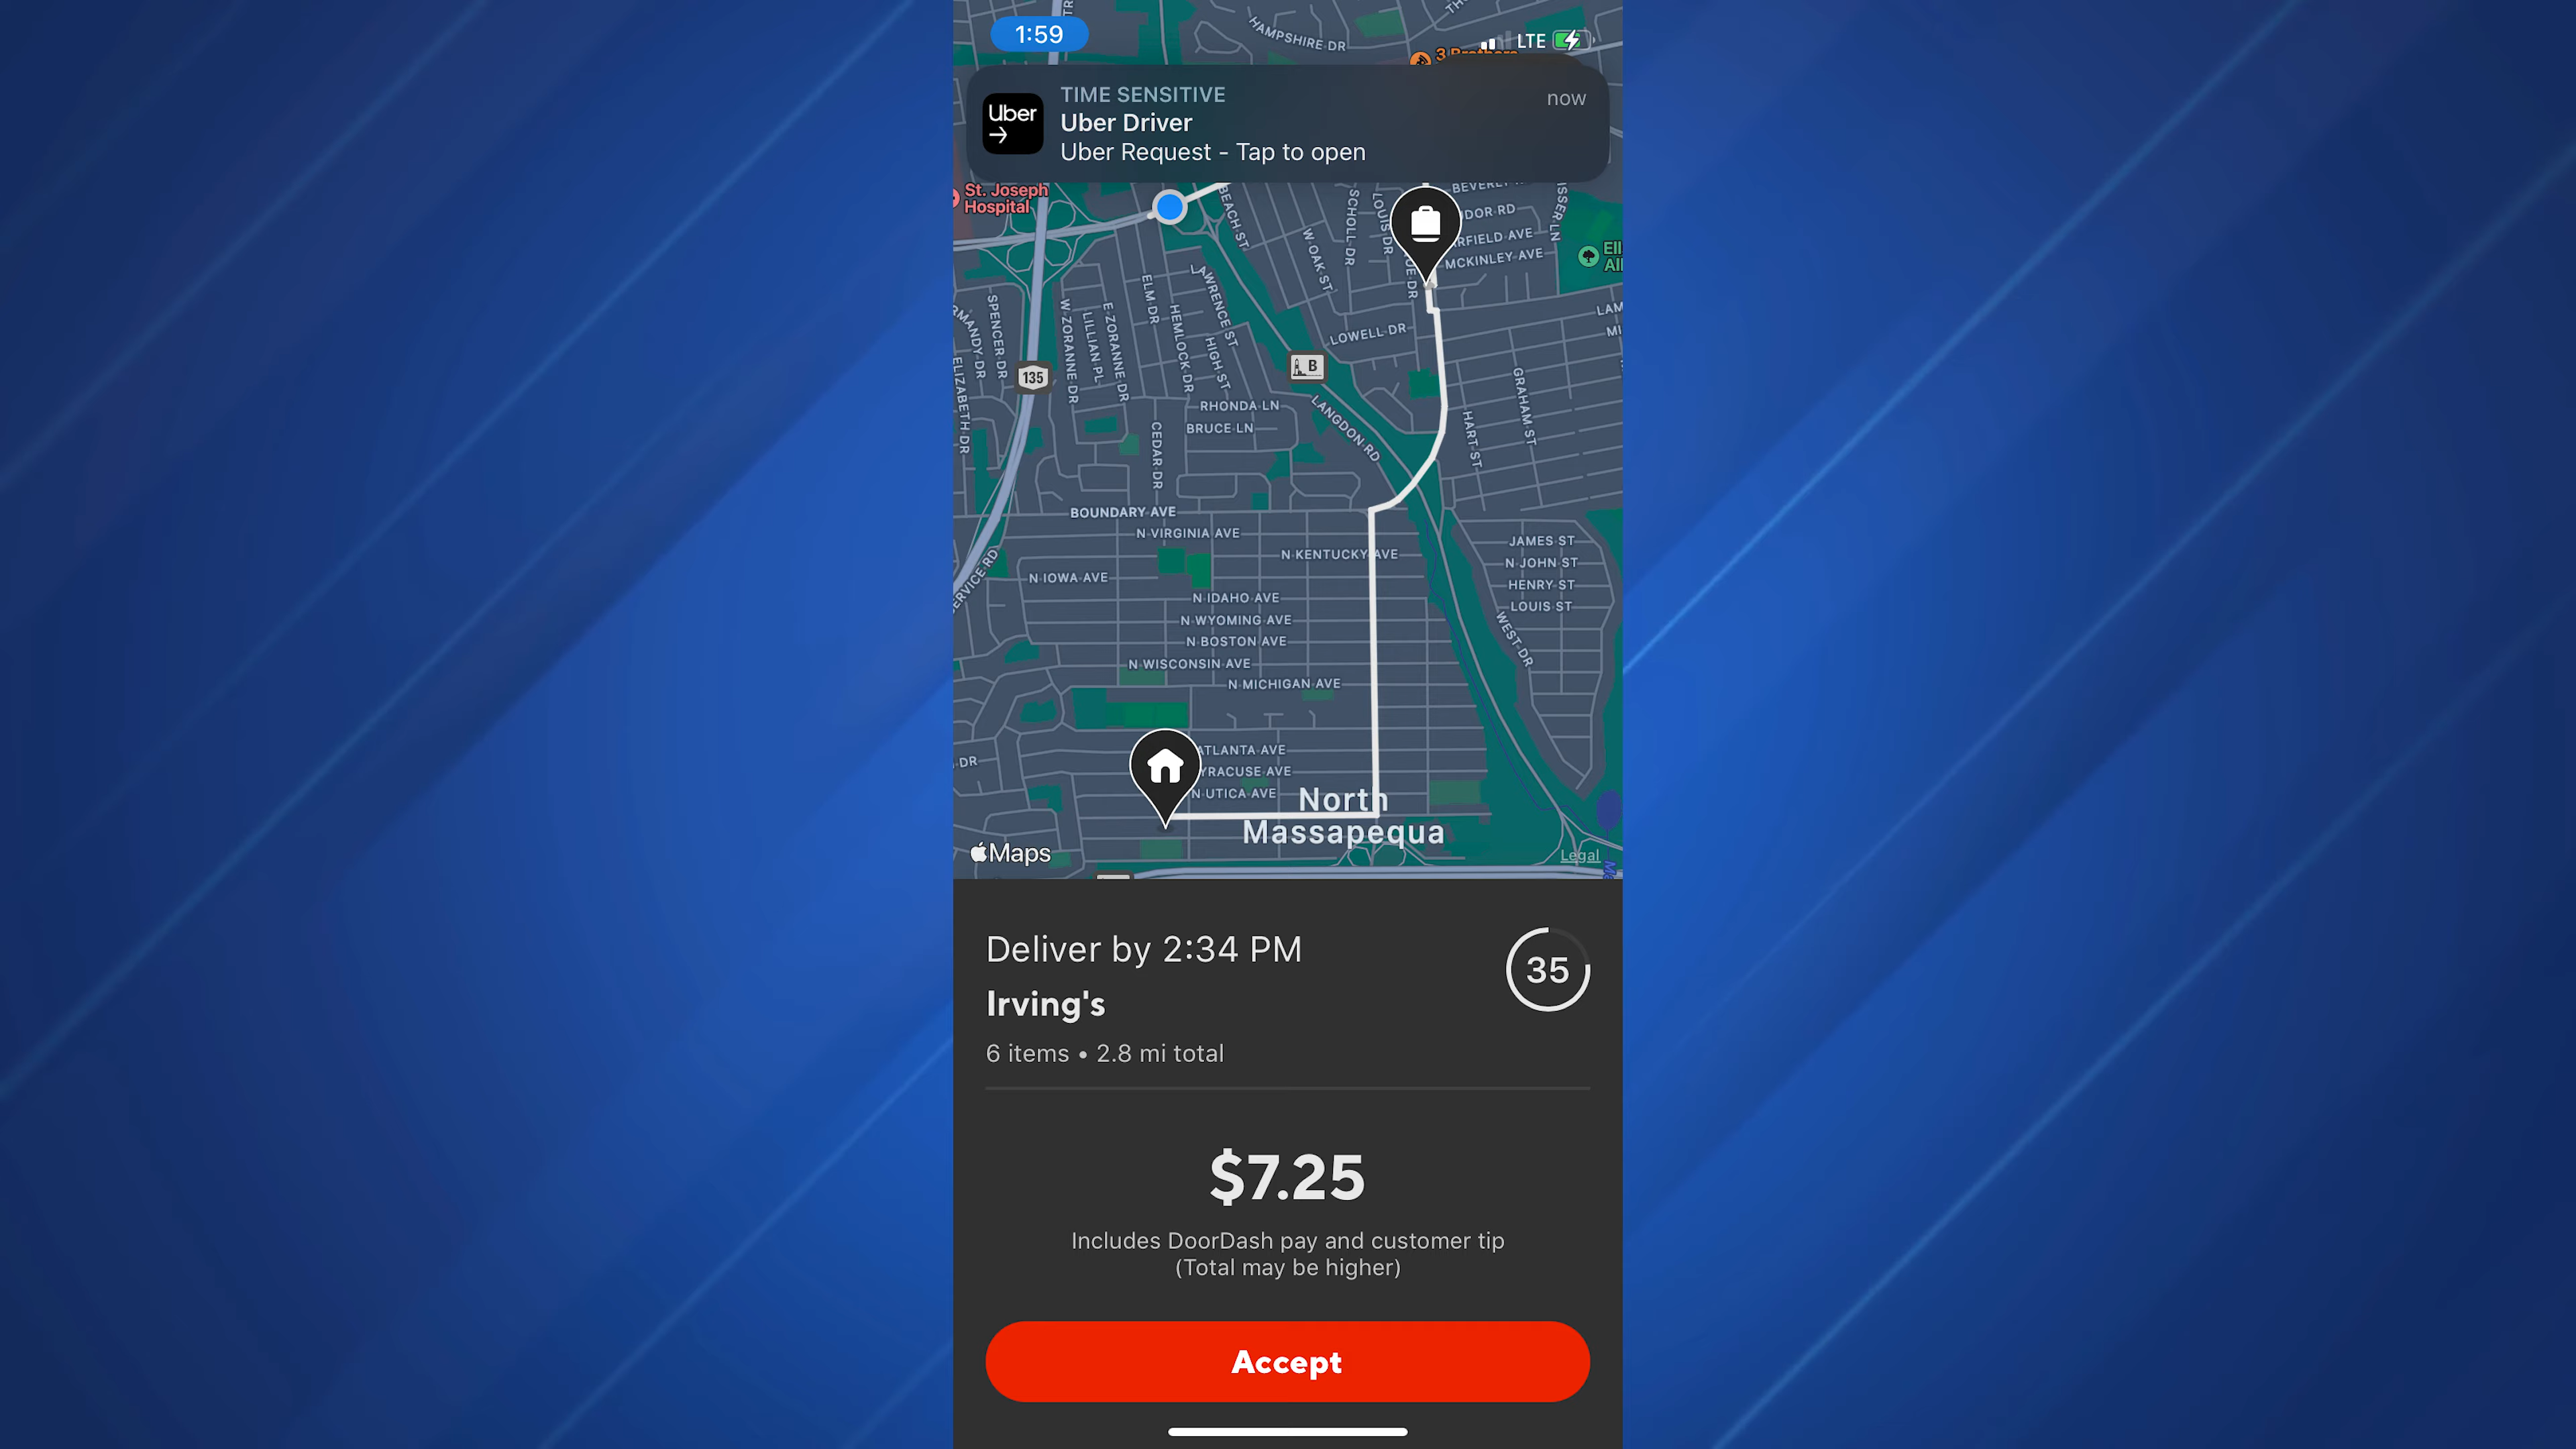 1:59
LTE
HAMPSHIRE DR
Uber
TIME SENSITIVE
now
Uber Driver
Uber Request - Tap to open
St. Joseph
Hospital
BEACH ST
SCHOLL DR
W OAK ST
DOR RD
RFIELD AVE
MCKINLEY AVE
LAWRENCE ST
ELM DR
HEMLOCK DR
HIGH ST
SPENCER DR
W ZORANNE DR
LILLIAN PL
E ZORANNE DR
LOWELL DR
B
135
ELIZABETH DR
GRAHAM ST
HART ST
RHONDA LN
BRUCE LN
LANGDON RD
CEDAR DR
BOUNDARY AVE
N VIRGINIA AVE
N KENTUCKY AVE
JAMES ST
N JOHN ST
N IOWA AVE
HENRY ST
N IDAHO AVE
LOUIS ST
N WYOMING AVE
N BOSTON AVE
WEST DR
N WISCONSIN AVE
N MICHIGAN AVE
ATLANTA AVE
YRACUSE AVE
N UTICA AVE
North
Massapequa
Maps
Legal
Deliver by 2:34 PM
35
Irving's
6 items • 2.8 mi total
$7.25
Includes DoorDash pay and customer tip
(Total may be higher)
Accept